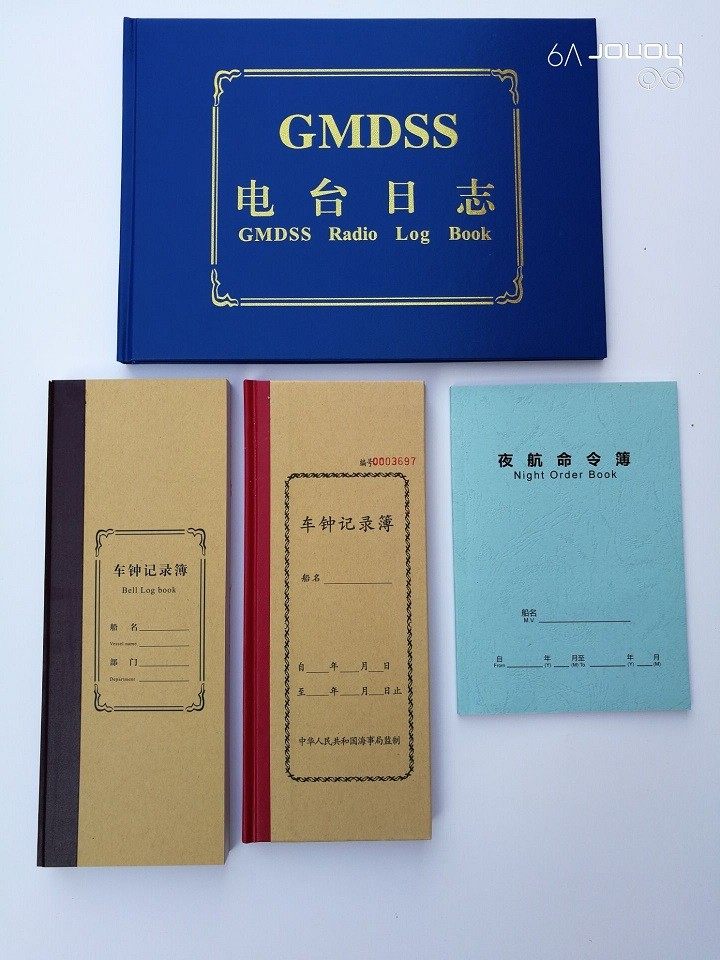 honor 9X
GMDSS
电台日志
GMDSS Radio Log Book
车钟记录簿
Bell Log book
船 名
Vessel name
部 门
Department
编号0003697
车钟记录簿
船名
自 年 月 日
至 年 月 日止
中华人民共和国海事局监制
夜航命令簿
Night Order Book
船名
M.V.
自 年 月至 年 月
From (Y) (M) To (Y) (M)